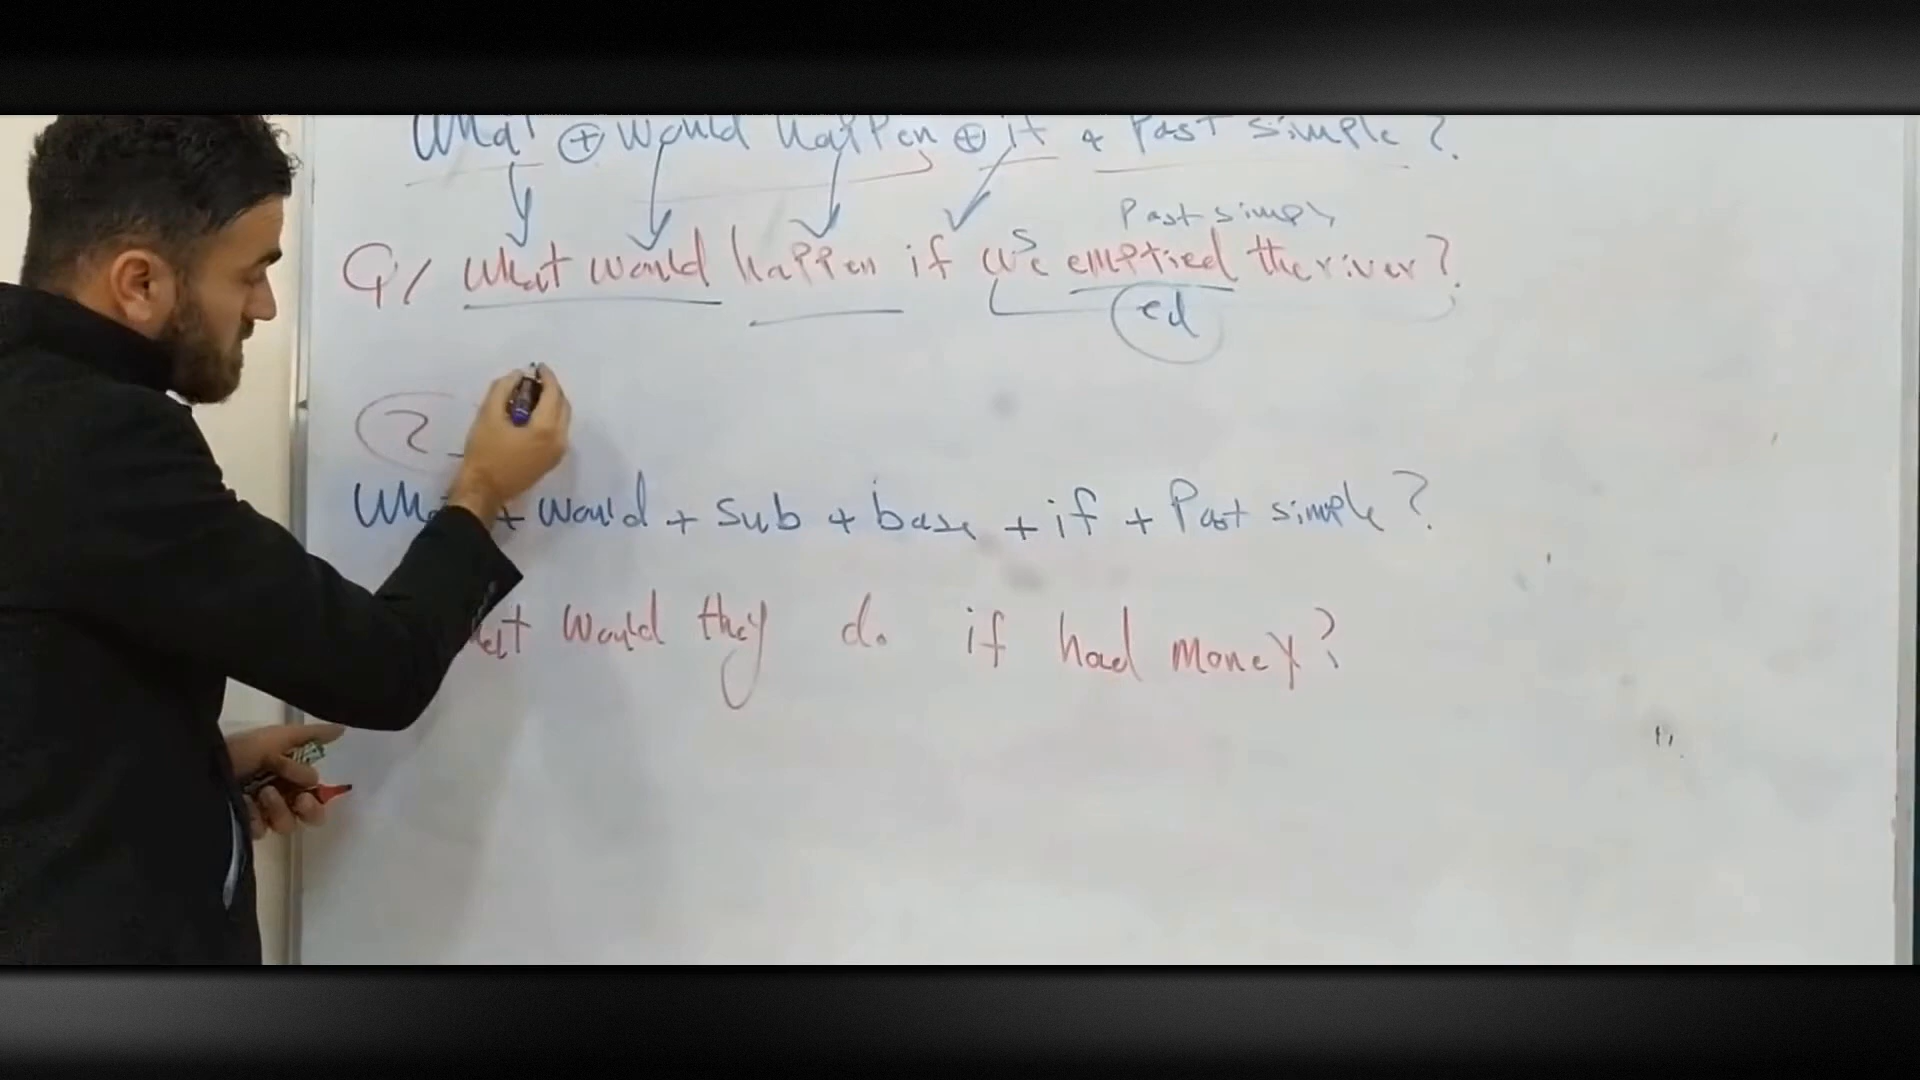 What ⊕ would happen ⊕ if + Past simple ?
Past simple
s
Q/ what would happen if we emptied the river?
ed
2
What + would + sub + base + if + Past simple ?
would they do if had money?